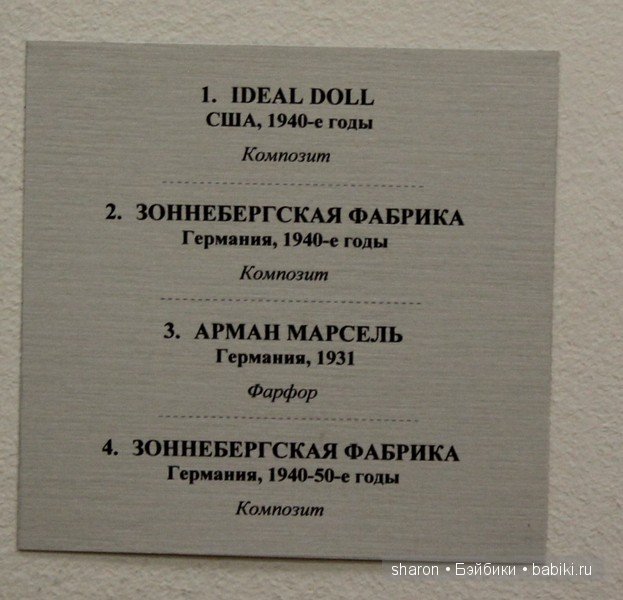 1. IDEAL DOLL
США, 1940-е годы
Композит
2. ЗОННЕБЕРГСКАЯ ФАБРИКА
Германия, 1940-е годы
Композит
3. АРМАН МАРСЕЛЬ
Германия, 1931
Фарфор
4. ЗОННЕБЕРГСКАЯ ФАБРИКА
Германия, 1940-50-е годы
Композит
sharon • Бэйбики • babiki.ru